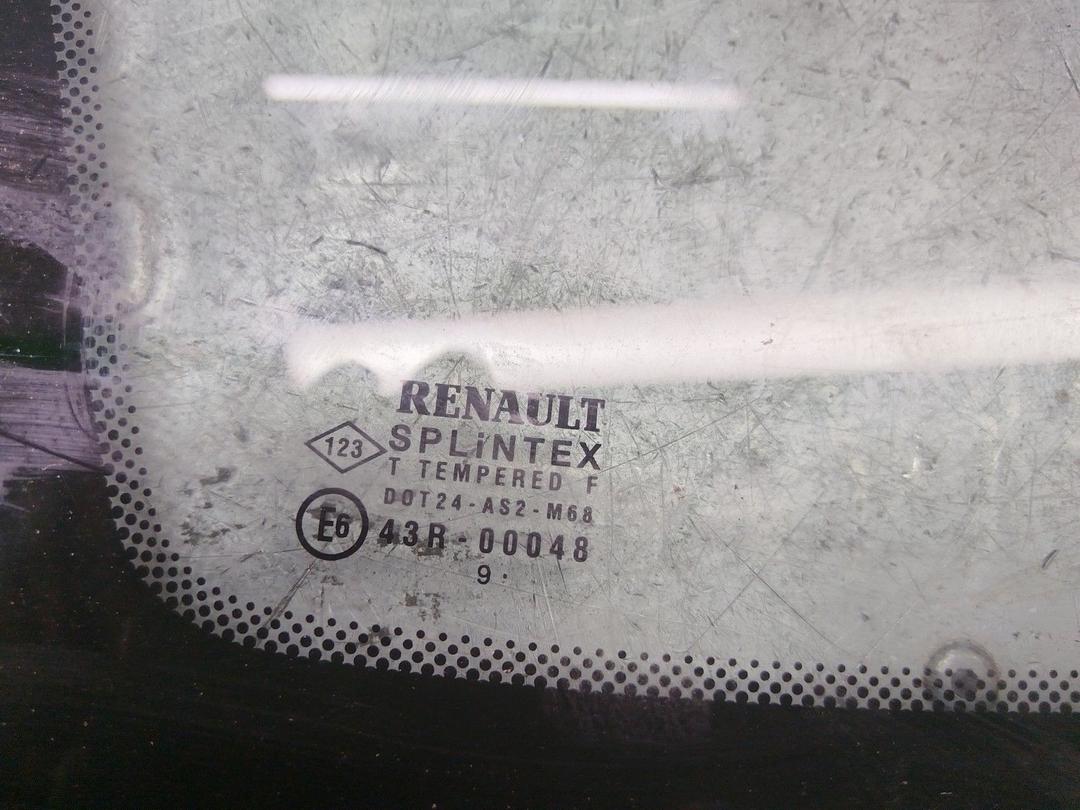 RENAULT
123 SPLiNTEX
T TEMPERED F
DOT24-AS2-M68
E6 43R-00048
9.